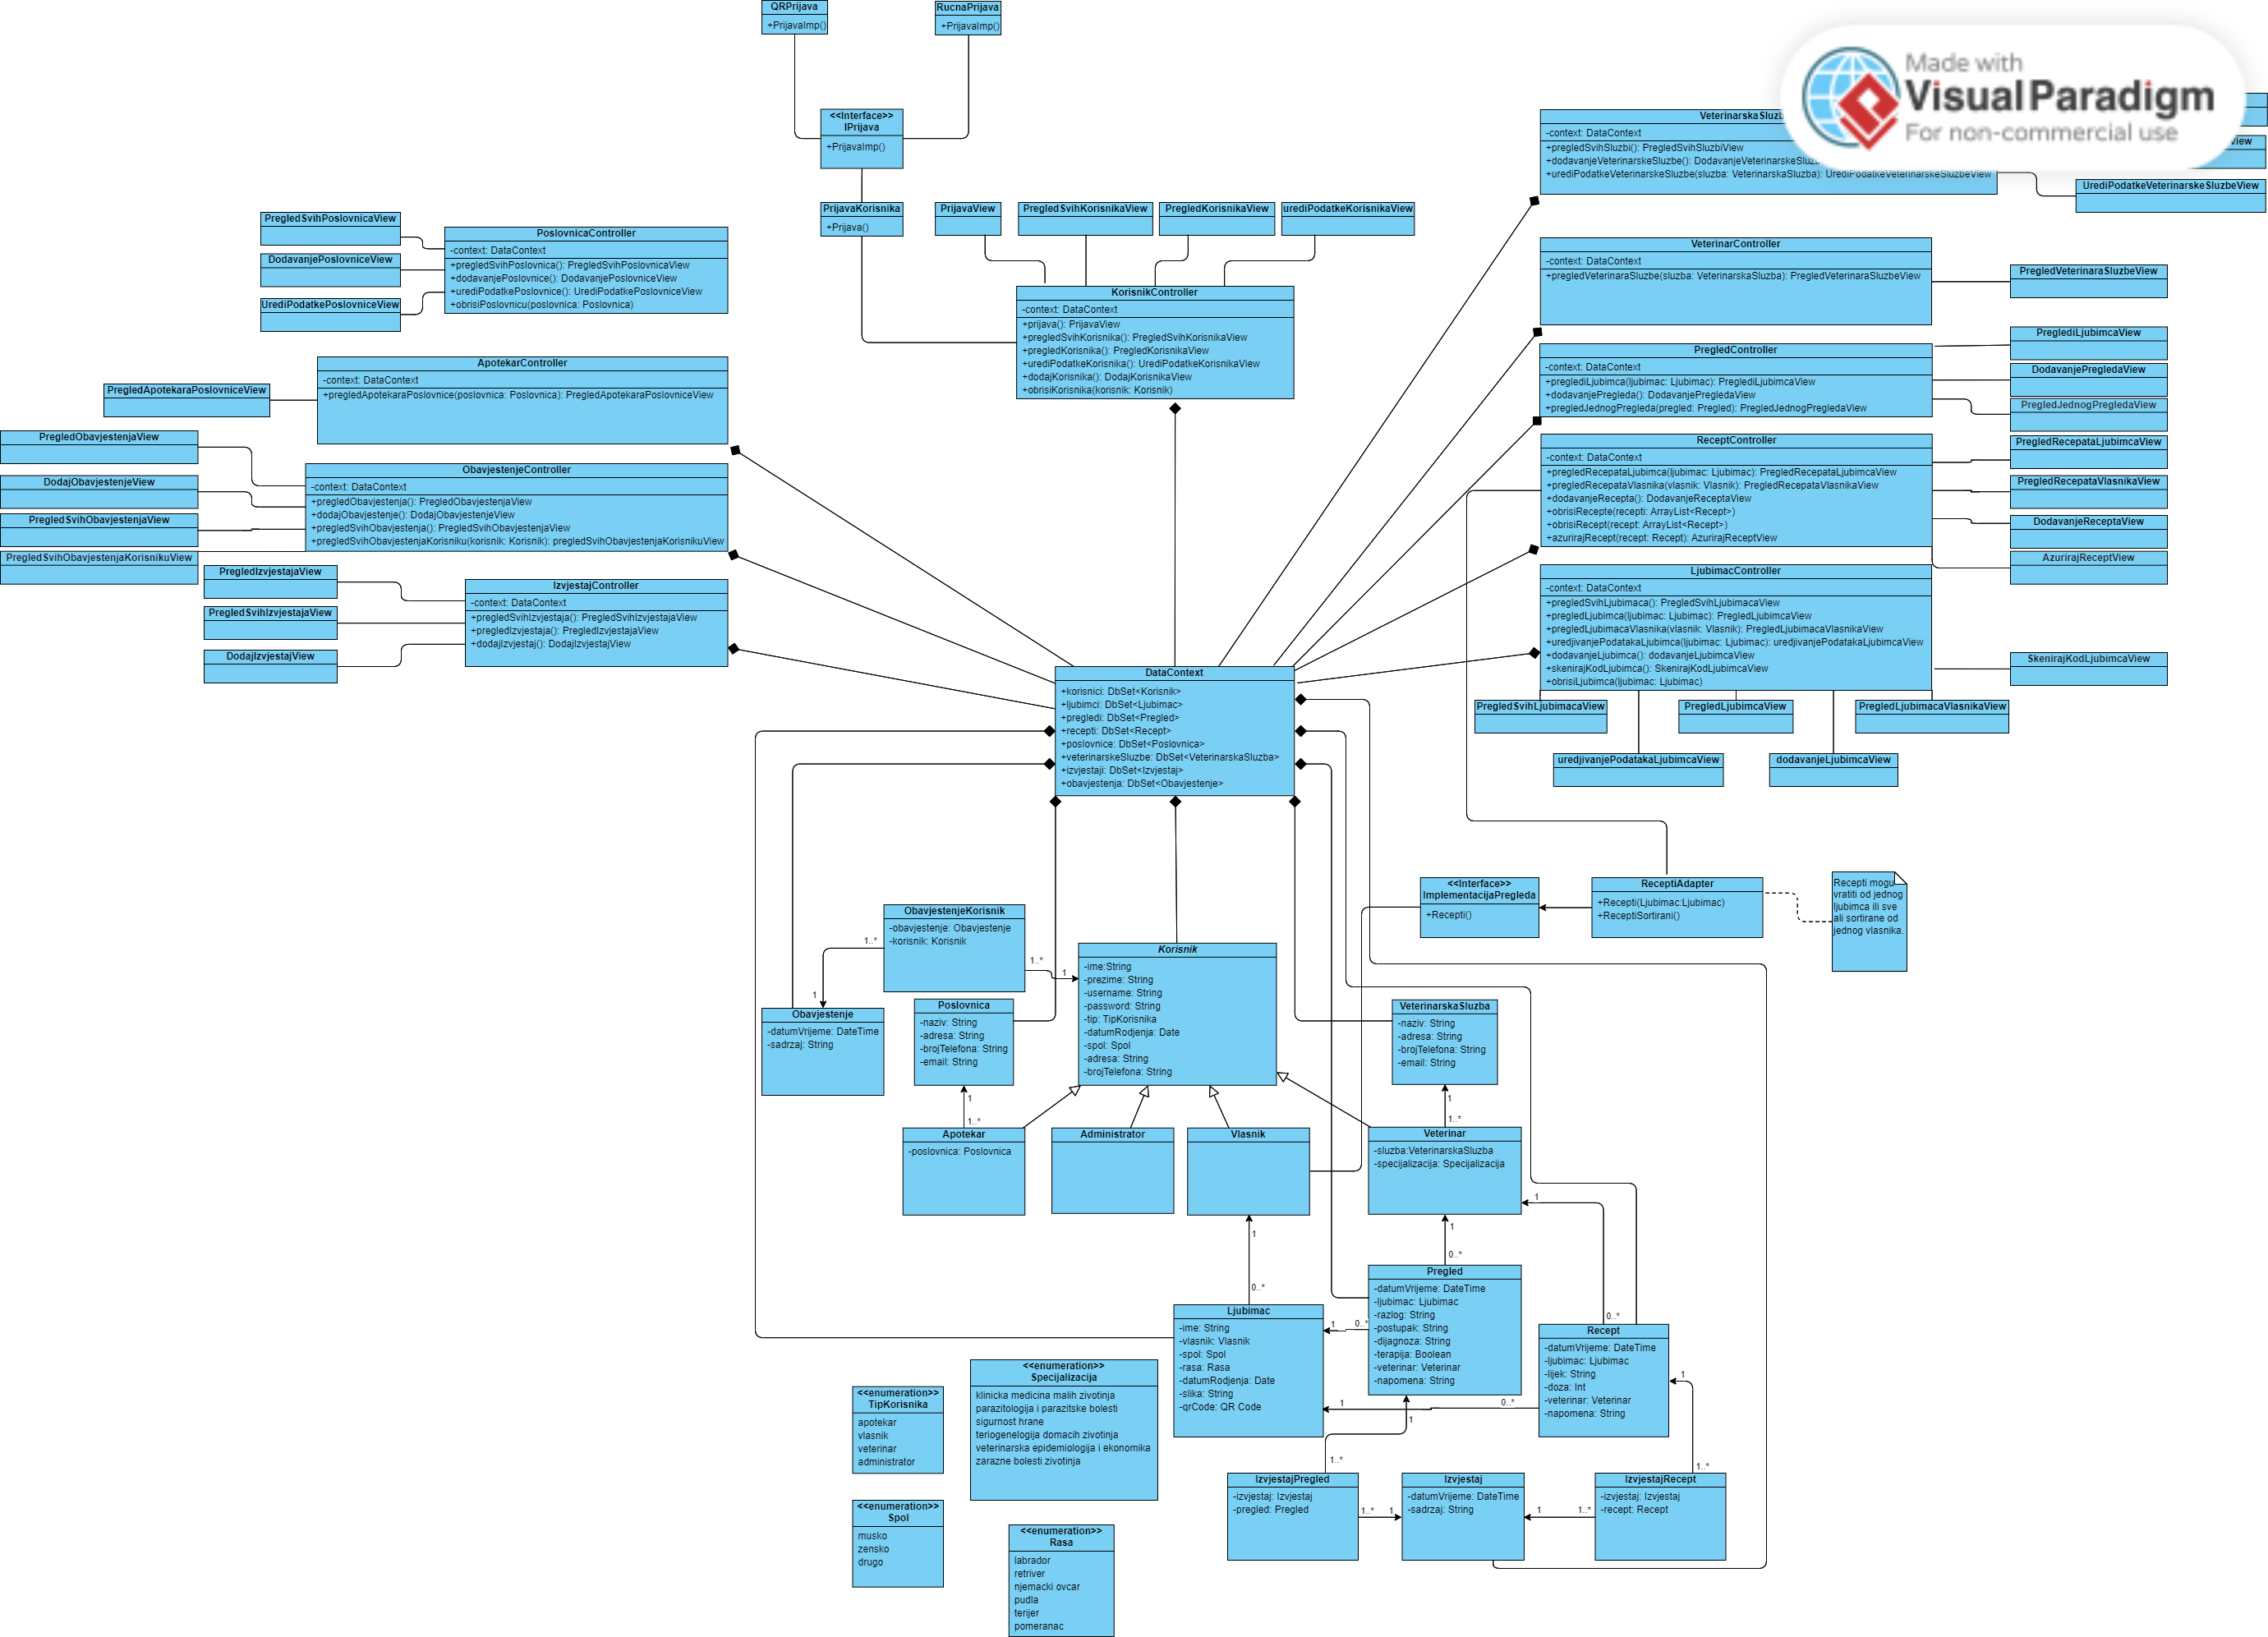 QRPrijava
+PrijavaImp()
RucnaPrijava
+PrijavaImp()
Made with
Visual Paradigm
For non-commercial use
<<Interface>>
IPrijava
+PrijavaImp()
-context: DataContext
+pregledSvihSluzbi(): PregledSvihSluzbiView
+urediPodatkeVeterinarskeSluzbe(sluzba: VeterinarskaSluzba): UrediPodatkeVeterinarskeSluzbeView
UrediPodatkeVeterinarskeSluzbeView
PrijavaKorisnika
+Prijava()
PrijavaView
PregledSvihKorisnikaView
PregledKorisnikaView
urediPodatkeKorisnikaView
PregledSvihPoslovnicaView
DodavanjePoslovniceView
UrediPodatkePoslovniceView
PoslovnicaController
-context: DataContext
+pregledSvihPoslovnica(): PregledSvihPoslovnicaView
+dodavanjePoslovnice(): DodavanjePoslovniceView
+urediPodatkePoslovnice(): UrediPodatkePoslovniceView
+obrisiPoslovnicu(poslovnica: Poslovnica)
VeterinarController
-context: DataContext
+pregledVeterinaraSluzbe(sluzba: VeterinarskaSluzba): PregledVeterinaraSluzbeView
PregledVeterinaraSluzbeView
KorisnikController
-context: DataContext
+prijava(): PrijavaView
+pregledSvihKorisnika(): PregledSvihKorisnikaView
+pregledKorisnika(): PregledKorisnikaView
+urediPodatkeKorisnika(): UrediPodatkeKorisnikaView
+dodajKorisnika(): DodajKorisnikaView
+obrisiKorisnika(korisnik: Korisnik)
PregledController
-context: DataContext
+preglediLjubimca(ljubimac: Ljubimac): PreglediLjubimcaView
+dodavanjePregleda(): DodavanjePregledaView
+pregledJednogPregleda(pregled: Pregled): PregledJednogPregledaView
PreglediLjubimcaView
DodavanjePregledaView
PregledJednogPregledaView
ApotekarController
-context: DataContext
+pregledApotekaraPoslovnice(poslovnica: Poslovnica): PregledApotekaraPoslovniceView
PregledApotekaraPoslovniceView
PregledObavjestenjaView
DodajObavjestenjeView
PregledSvihObavjestenjaView
PregledSvihObavjestenjaKorisnikuView
ObavjestenjeController
-context: DataContext
+pregledObavjestenja(): PregledObavjestenjaView
+dodajObavjestenje(): DodajObavjestenjeView
+pregledSvihObavjestenja(): PregledSvihObavjestenjaView
+pregledSvihObavjestenjaKorisniku(korisnik: Korisnik): pregledSvihObavjestenjaKorisnikuView
ReceptController
-context: DataContext
+pregledRecepataLjubimca(ljubimac: Ljubimac): PregledRecepataLjubimcaView
+pregledRecepataVlasnika(vlasnik: Vlasnik): PregledRecepataVlasnikaView
+dodavanjeRecepta(): DodavanjeReceptaView
+obrisiRecepte(recepti: ArrayList<Recept>)
+obrisiRecept(recept: ArrayList<Recept>)
+azurirajRecept(recept: Recept): AzurirajReceptView
PregledRecepataLjubimcaView
PregledRecepataVlasnikaView
DodavanjeReceptaView
AzurirajReceptView
PregledIzvjestajaView
PregledSvihIzvjestajaView
DodajIzvjestajView
IzvjestajController
-context: DataContext
+pregledSvihIzvjestaja(): PregledSvihIzvjestajaView
+pregledIzvjestaja(): PregledIzvjestajaView
+dodajIzvjestaj(): DodajIzvjestajView
LjubimacController
-context: DataContext
+pregledSvihLjubimaca(): PregledSvihLjubimacaView
+pregledLjubimca(ljubimac: Ljubimac): PregledLjubimcaView
+pregledLjubimacaVlasnika(vlasnik: Vlasnik): PregledLjubimacaVlasnikaView
+uredjivanjePodatakaLjubimca(ljubimac: Ljubimac): uredjivanjePodatakaLjubimcaView
+dodavanjeLjubimca(): dodavanjeLjubimcaView
+skenirajKodLjubimca(): SkenirajKodLjubimcaView
+obrisiLjubimca(ljubimac: Ljubimac)
SkenirajKodLjubimcaView
PregledSvihLjubimacaView
PregledLjubimcaView
PregledLjubimacaVlasnikaView
uredjivanjePodatakaLjubimcaView
dodavanjeLjubimcaView
DataContext
+korisnici: DbSet<Korisnik>
+ljubimci: DbSet<Ljubimac>
+pregledi: DbSet<Pregled>
+recepti: DbSet<Recept>
+poslovnice: DbSet<Poslovnica>
+veterinarskeSluzbe: DbSet<VeterinarskaSluzba>
+izvjestaji: DbSet<Izvjestaj>
+obavjestenja: DbSet<Obavjestenje>
<<Interface>>
ImplementacijaPregleda
+Recepti()
ReceptiAdapter
+Recepti(Ljubimac:Ljubimac)
+ReceptiSortirani()
Recepti mogu
vratiti od jednog
ljubimca ili sve
ali sortirane od
jednog vlasnika.
ObavjestenjeKorisnik
-obavjestenje: Obavjestenje
-korisnik: Korisnik
1..*
1
1..*
1
Obavjestenje
-datumVrijeme: DateTime
-sadrzaj: String
Poslovnica
-naziv: String
-adresa: String
-brojTelefona: String
-email: String
Korisnik
-ime:String
-prezime: String
-username: String
-password: String
-tip: TipKorisnika
-datumRodjenja: Date
-spol: Spol
-adresa: String
-brojTelefona: String
VeterinarskaSluzba
-naziv: String
-adresa: String
-brojTelefona: String
-email: String
1
1..*
1
1..*
Apotekar
-poslovnica: Poslovnica
Administrator
Vlasnik
Veterinar
-sluzba:VeterinarskaSluzba
-specijalizacija: Specijalizacija
1
1
0..*
1
0..*
Pregled
-datumVrijeme: DateTime
-ljubimac: Ljubimac
-razlog: String
-postupak: String
-dijagnoza: String
-terapija: Boolean
-veterinar: Veterinar
-napomena: String
Ljubimac
-ime: String
-vlasnik: Vlasnik
-spol: Spol
-rasa: Rasa
-datumRodjenja: Date
-slika: String
-qrCode: QR Code
1
0..*
0..*
Recept
-datumVrijeme: DateTime
-ljubimac: Ljubimac
-lijek: String
-doza: Int
-veterinar: Veterinar
-napomena: String
1
0..*
1
1
1..*
1..*
<<enumeration>>
Specijalizacija
klinicka medicina malih zivotinja
parazitologija i parazitske bolesti
sigurnost hrane
teriogenelogija domacih zivotinja
veterinarska epidemiologija i ekonomika
zarazne bolesti zivotinja
<<enumeration>>
TipKorisnika
apotekar
vlasnik
veterinar
administrator
IzvjestajPregled
-izvjestaj: Izvjestaj
-pregled: Pregled
1..*
1
Izvjestaj
-datumVrijeme: DateTime
-sadrzaj: String
1
1..*
IzvjestajRecept
-izvjestaj: Izvjestaj
-recept: Recept
<<enumeration>>
Spol
musko
zensko
drugo
<<enumeration>>
Rasa
labrador
retriver
njemacki ovcar
pudla
terijer
pomeranac